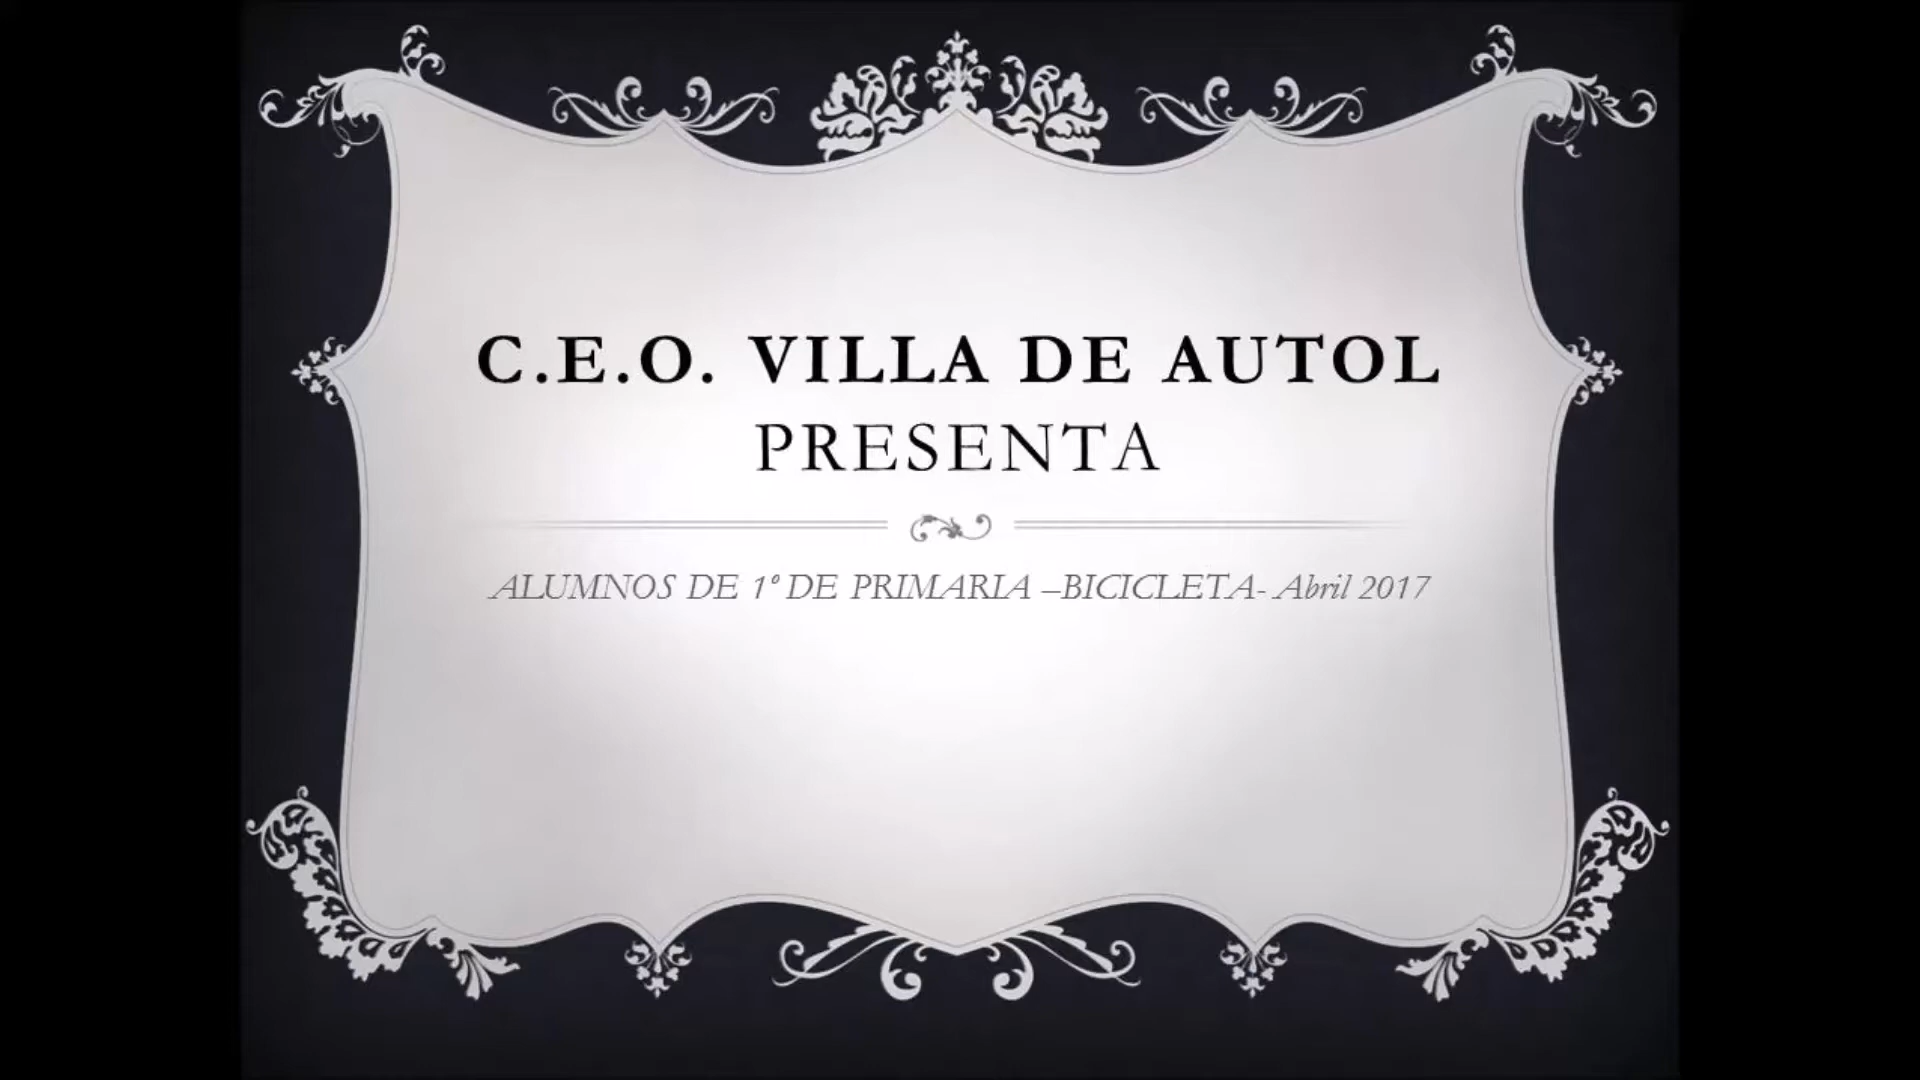 C.E.O. VILLA DE AUTOL
PRESENTA
ALUMNOS DE 1º DE PRIMARIA –BICICLETA- Abril 2017